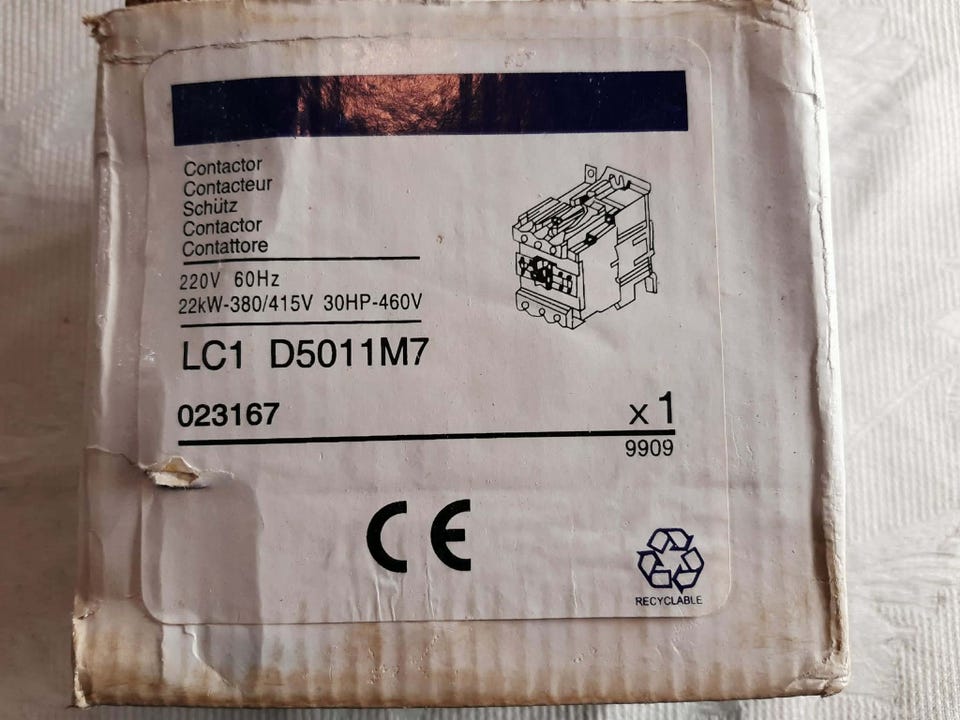 Contactor
Contacteur
Schütz
Contactor
Contattore
220V 60Hz
22kW-380/415V 30HP-460V
LC1 D5011M7
023167 x 1
9909
CE
RECYCLABLE